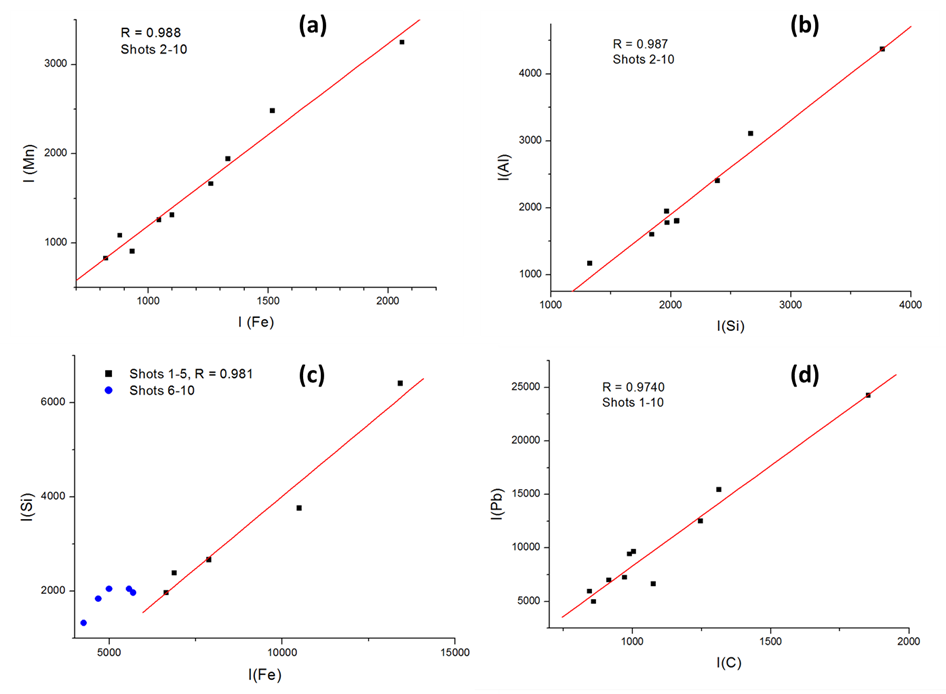 (a)
R = 0.988
Shots 2-10
3000
2000
1000
I (Mn)
1000
1500
2000
I (Fe)
(b)
R = 0.987
Shots 2-10
4000
3000
2000
1000
I(Al)
1000
2000
3000
4000
I(Si)
(c)
Shots 1-5, R = 0.981
Shots 6-10
6000
4000
2000
I(Si)
5000
10000
15000
I(Fe)
(d)
R = 0.9740
Shots 1-10
25000
20000
15000
10000
5000
I(Pb)
1000
1500
2000
I(C)